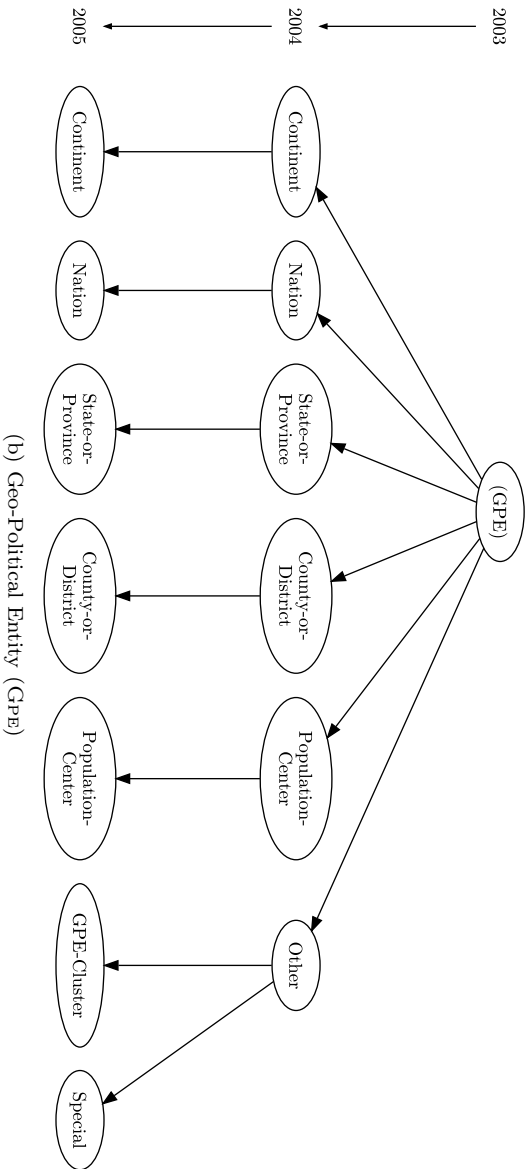 2003
(GPE)
2004
Continent
Nation
State-or-
Province
County-or-
District
Population-
Center
Other
2005
Continent
Nation
State-or-
Province
County-or-
District
Population-
Center
GPE-Cluster
Special
(b) Geo-Political Entity (GPE)